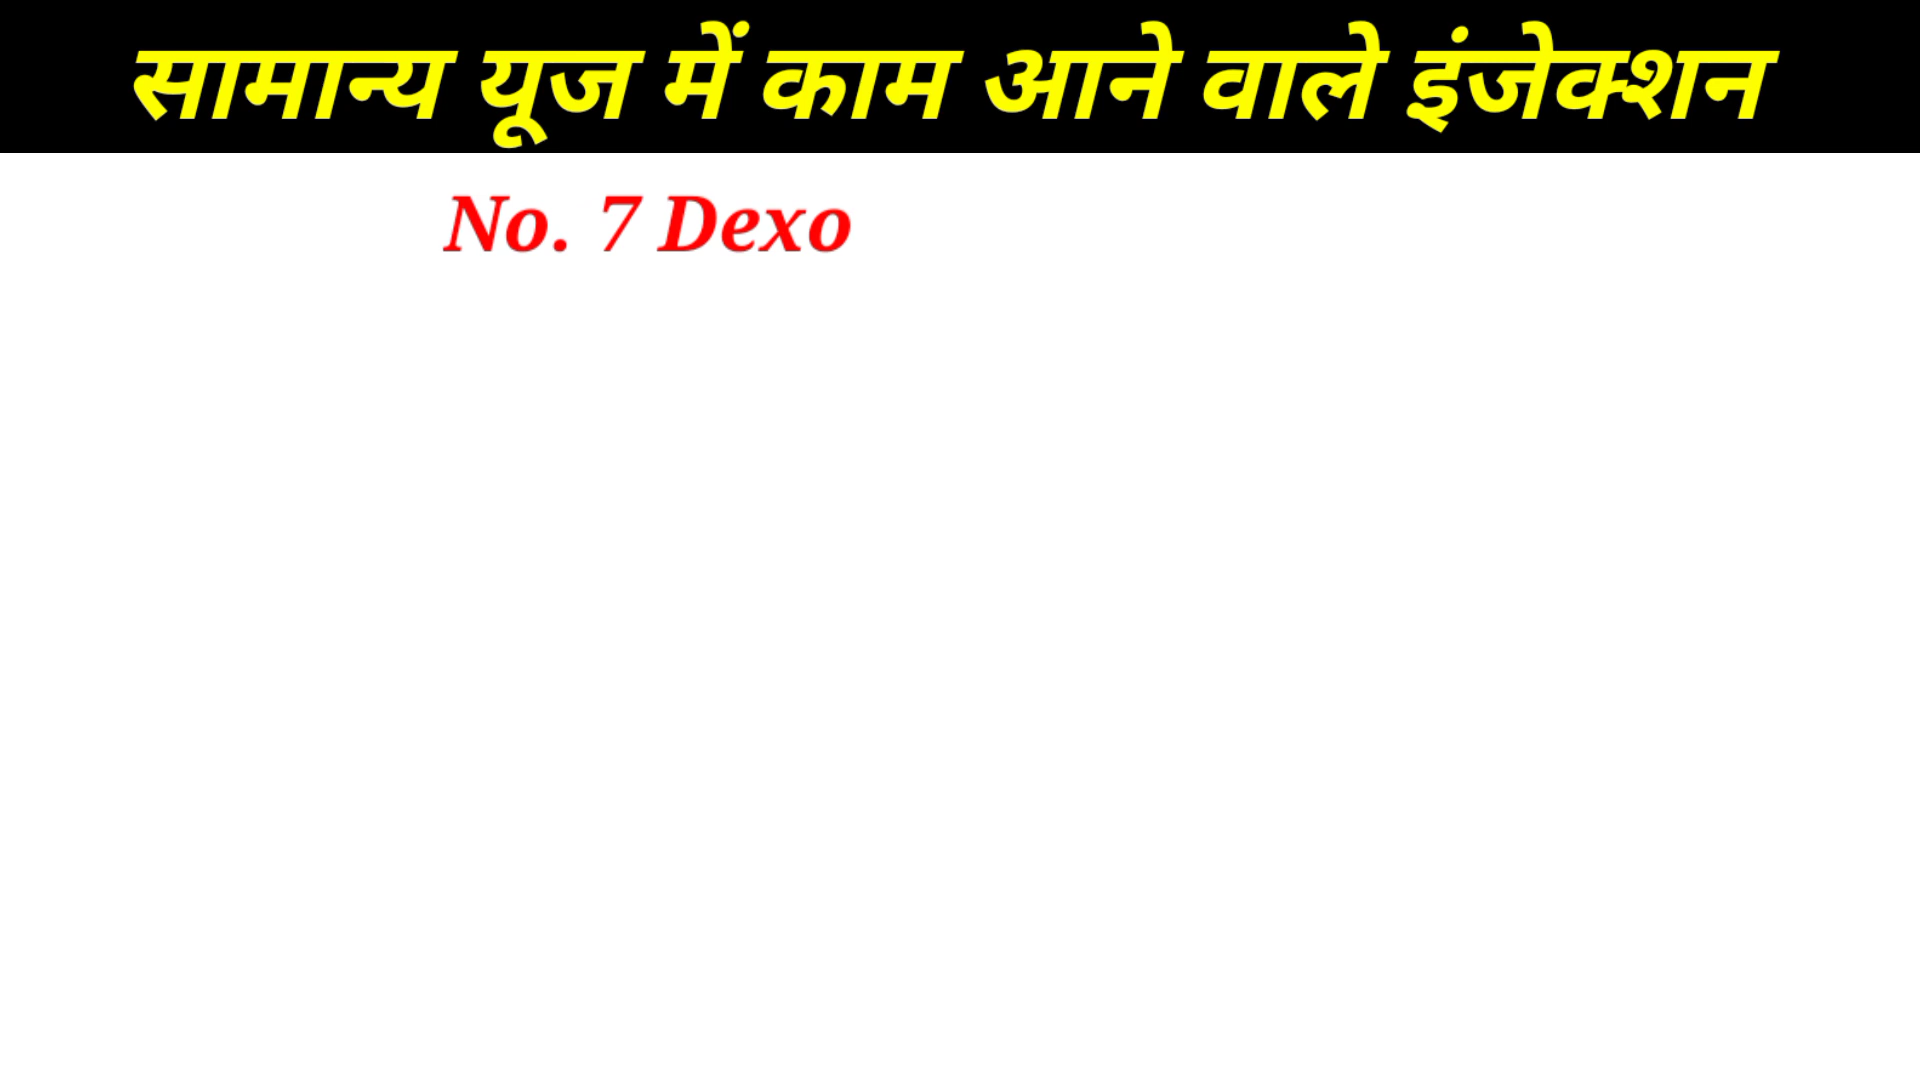 सामान्य यूज में काम आने वाले इंजेक्शन
No. 7 Dexo